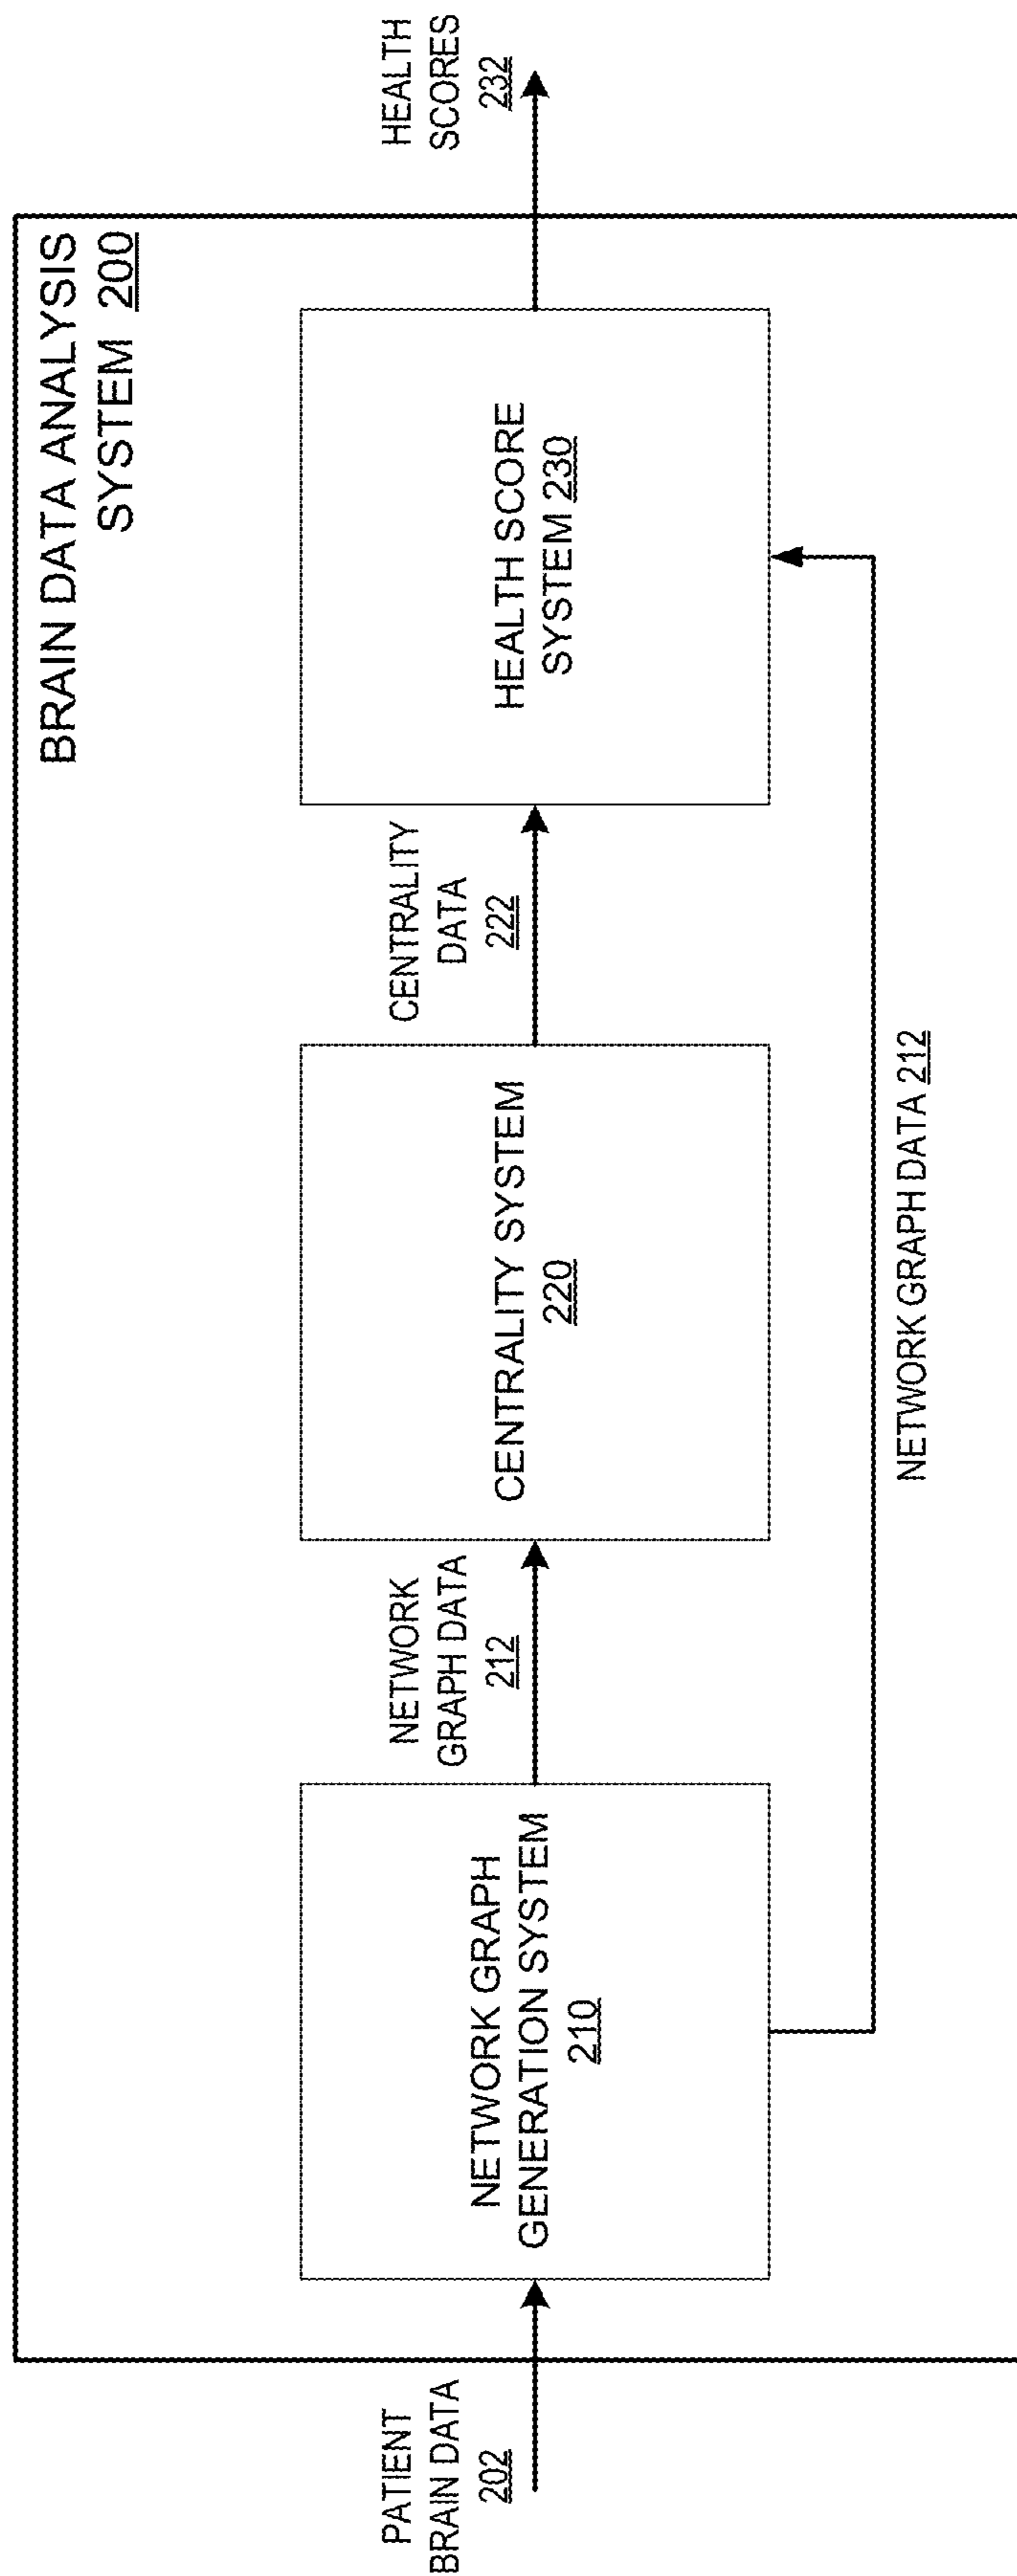 BRAIN DATA ANALYSIS
SYSTEM 200
PATIENT
BRAIN DATA
202
NETWORK GRAPH
GENERATION SYSTEM
210
NETWORK
GRAPH DATA
212
CENTRALITY SYSTEM
220
CENTRALITY
DATA
222
HEALTH SCORE
SYSTEM 230
HEALTH
SCORES
232
NETWORK GRAPH DATA 212